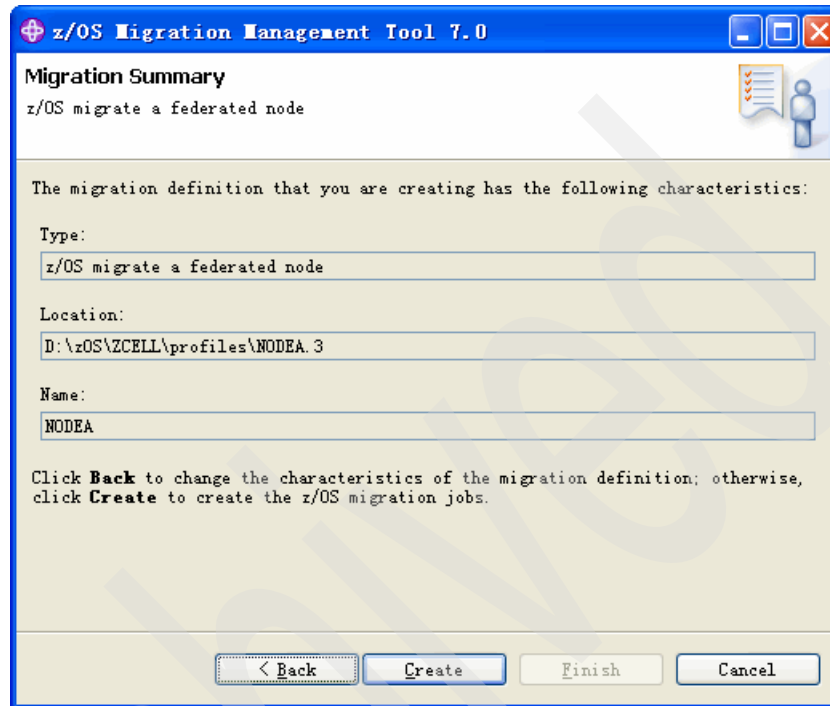 z/OS Migration Management Tool 7.0
Migration Summary
z/OS migrate a federated node
The migration definition that you are creating has the following characteristics:
Type:
z/OS migrate a federated node
Location:
D:\zOS\ZCELL\profiles\NODEA.3
Name:
NODEA
Click Back to change the characteristics of the migration definition; otherwise,
click Create to create the z/OS migration jobs.
< Back Create Finish Cancel